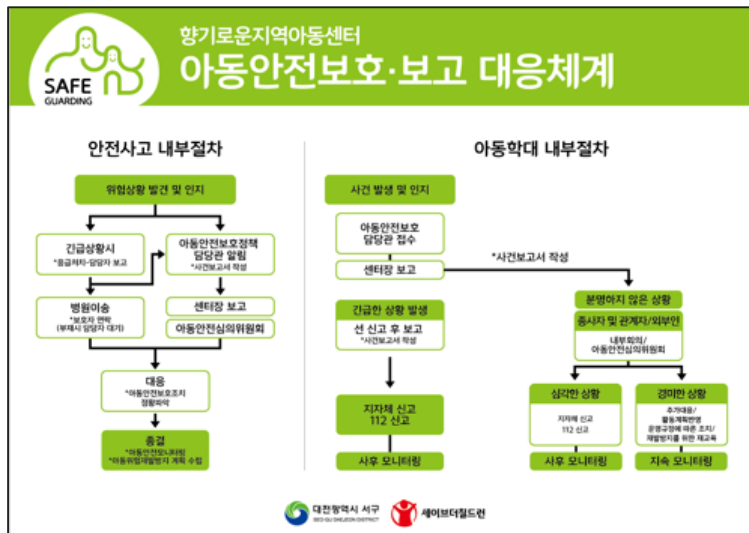 SAFE
GUARDING
향기로운지역아동센터
아동안전보호·보고 대응체계
안전사고 내부절차
위험상황 발견 및 인지
긴급상황시
*응급처치-담당자 보고
아동안전보호정책
담당관 알림
*사건보고서 작성
병원이송
*보호자 연락
(부재시 담당자 대기)
센터장 보고
아동안전심의위원회
대응
*아동안전보호조치
정황파악
종결
*아동안전모니터링
*아동위험재발방지 계획 수립
아동학대 내부절차
사건 발생 및 인지
아동안전보호
담당관 접수
센터장 보고
*사건보고서 작성
긴급한 상황 발생
선 신고 후 보고
*사건보고서 작성
지자체 신고
112 신고
사후 모니터링
분명하지 않은 상황
종사자 및 관계자/외부인
내부회의/
아동안전심의위원회
심각한 상황
지자체 신고
112 신고
사후 모니터링
경미한 상황
추가대응/
활동계획반영
운영규정에 따른 조치/
재발방지를 위한 재교육
지속 모니터링
대전광역시 서구
SEO-GU DAEJEON DISTRICT
세이브더칠드런